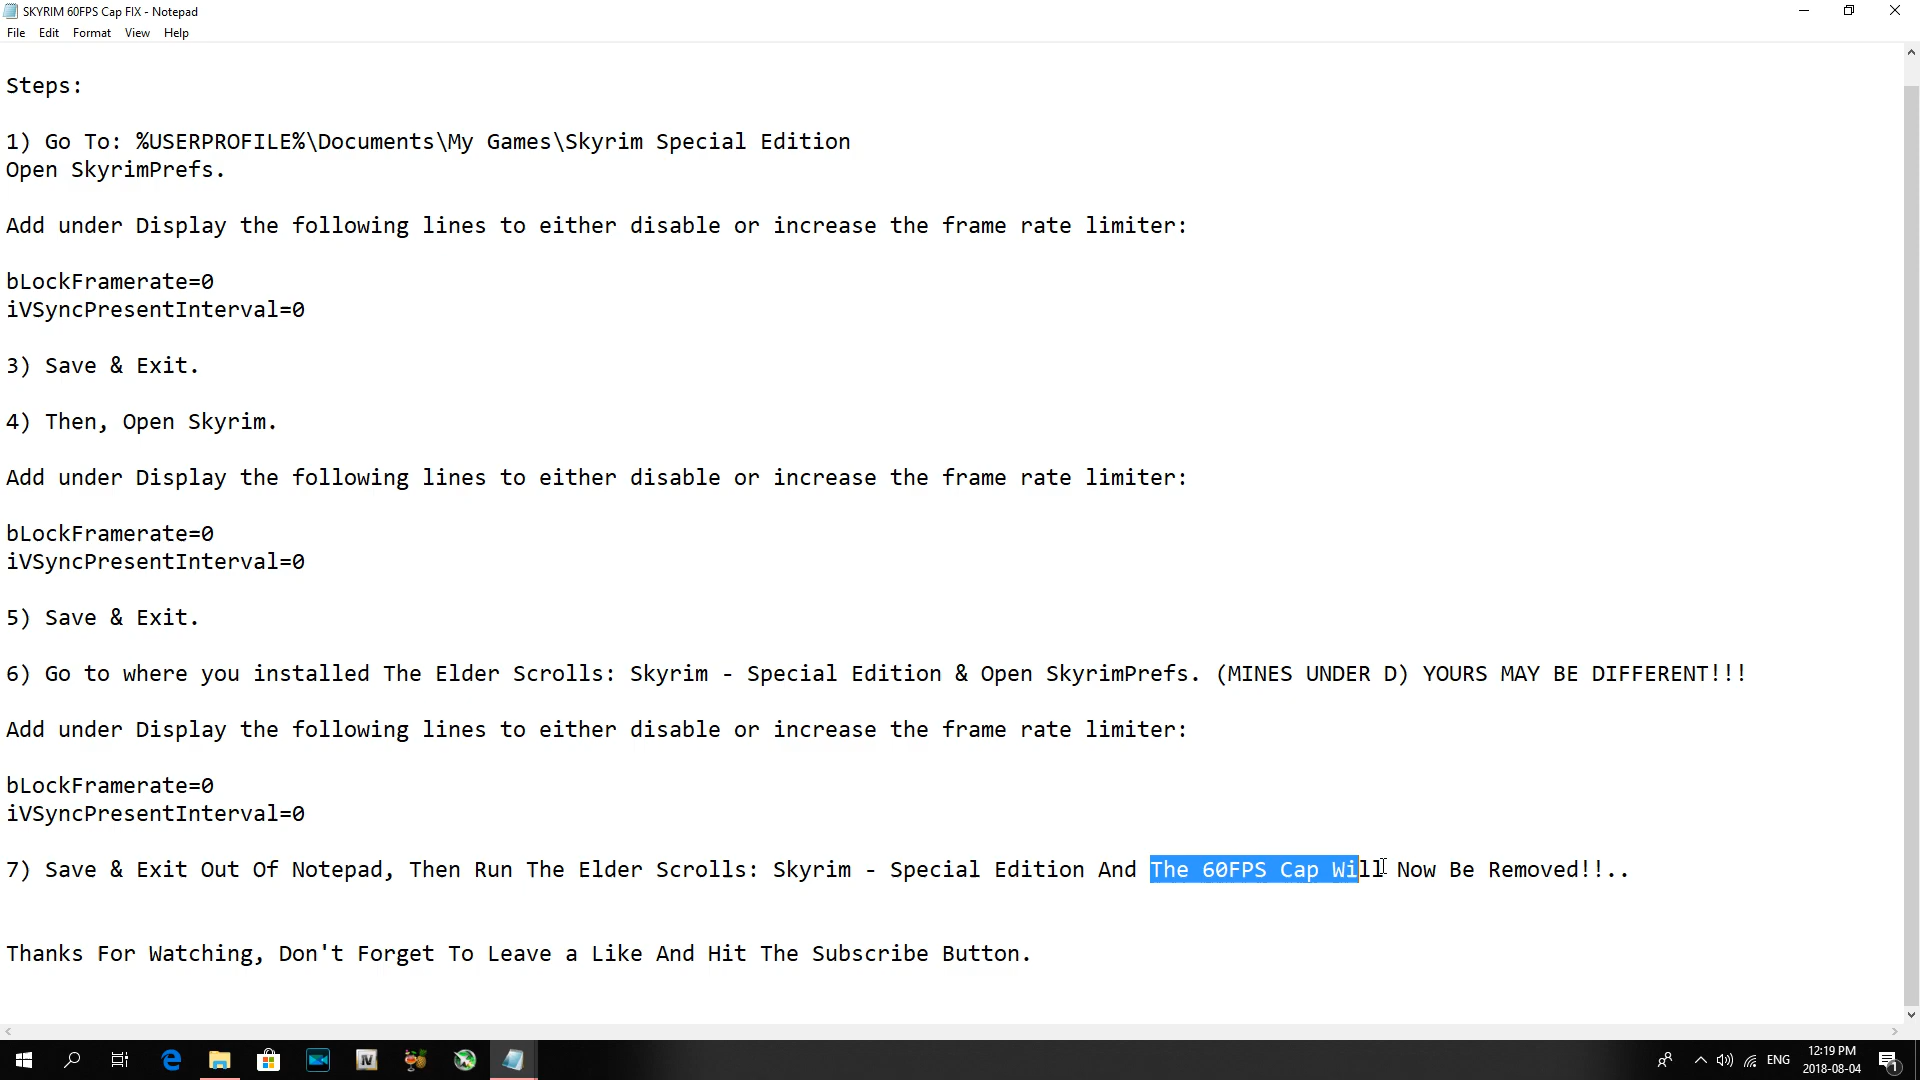 SKYRIM 60FPS Cap FIX - Notepad
File Edit Format View Help
Steps:
1) Go To: %USERPROFILE%\Documents\My Games\Skyrim Special Edition
Open SkyrimPrefs.
Add under Display the following lines to either disable or increase the frame rate limiter:
bLockFramerate=0
iVSyncPresentInterval=0
3) Save & Exit.
4) Then, Open Skyrim.
Add under Display the following lines to either disable or increase the frame rate limiter:
bLockFramerate=0
iVSyncPresentInterval=0
5) Save & Exit.
6) Go to where you installed The Elder Scrolls: Skyrim - Special Edition & Open SkyrimPrefs. (MINES UNDER D) YOURS MAY BE DIFFERENT!!!
Add under Display the following lines to either disable or increase the frame rate limiter:
bLockFramerate=0
iVSyncPresentInterval=0
7) Save & Exit Out Of Notepad, Then Run The Elder Scrolls: Skyrim - Special Edition And The 60FPS Cap Will Now Be Removed!!..
Thanks For Watching, Don't Forget To Leave a Like And Hit The Subscribe Button.
IV
ENG
12:19 PM
2018-08-04
1